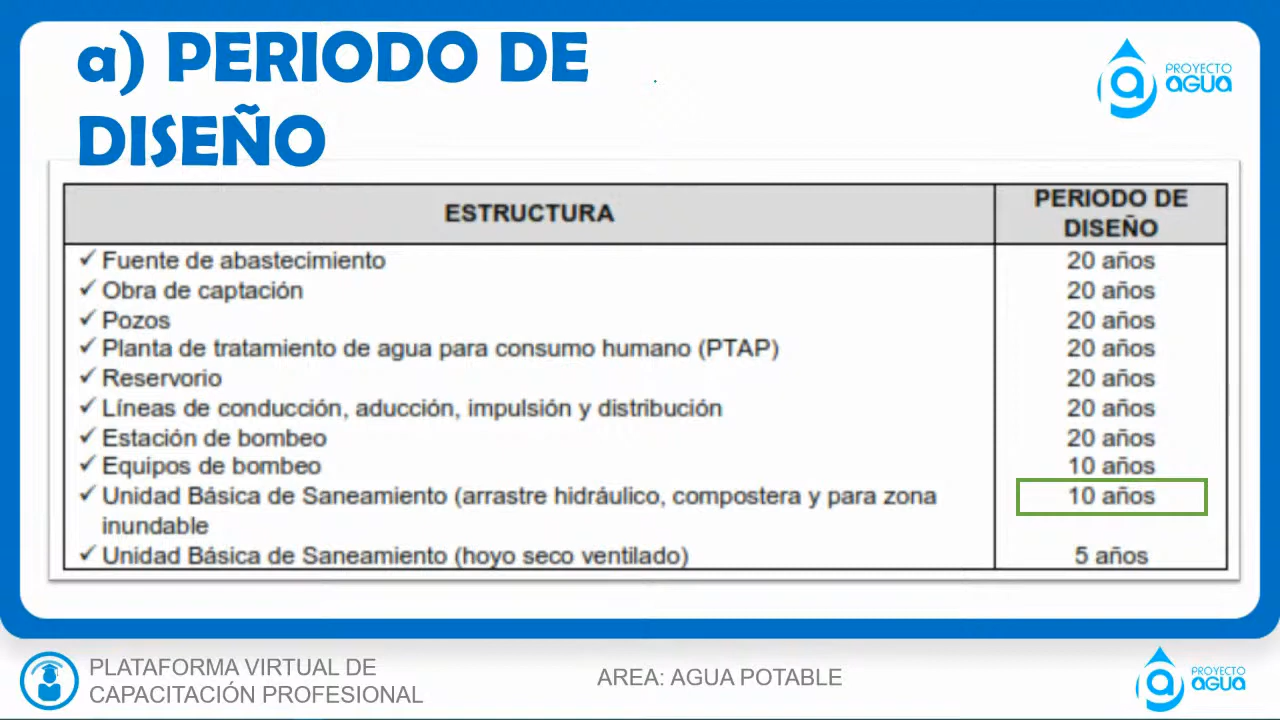 a) PERIODO DE
DISEÑO
PROYECTO
AGUA
ESTRUCTURA
PERIODO DE
DISEÑO
✓ Fuente de abastecimiento 20 años
✓ Obra de captación 20 años
✓ Pozos 20 años
✓ Planta de tratamiento de agua para consumo humano (PTAP) 20 años
✓ Reservorio 20 años
✓ Líneas de conducción, aducción, impulsión y distribución 20 años
✓ Estación de bombeo 20 años
✓ Equipos de bombeo 10 años
✓ Unidad Básica de Saneamiento (arrastre hidráulico, compostera y para zona 10 años
inundable
✓ Unidad Básica de Saneamiento (hoyo seco ventilado) 5 años
PLATAFORMA VIRTUAL DE
CAPACITACIÓN PROFESIONAL
AREA: AGUA POTABLE
PROYECTO
AGUA